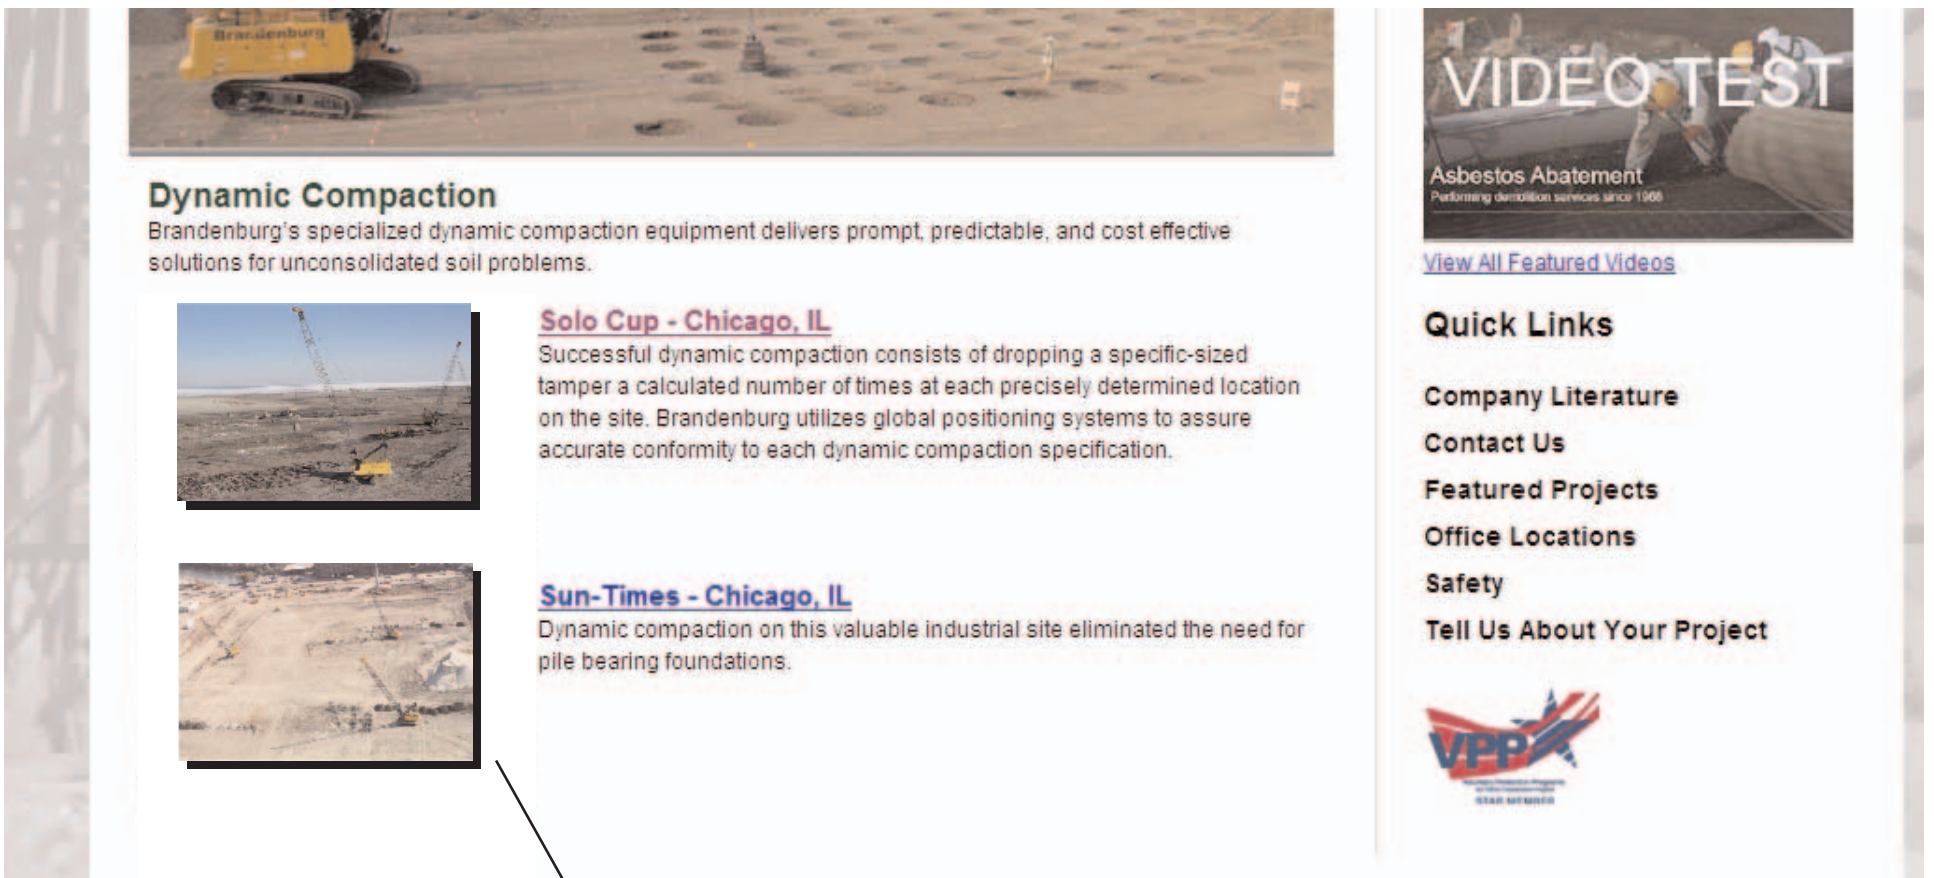 Brandenburg
VIDEO TEST
Asbestos Abatement
Performing demolition services since 1968
View All Featured Videos
Dynamic Compaction
Brandenburg's specialized dynamic compaction equipment delivers prompt, predictable, and cost effective
solutions for unconsolidated soil problems.
Solo Cup - Chicago, IL
Successful dynamic compaction consists of dropping a specific-sized
tamper a calculated number of times at each precisely determined location
on the site. Brandenburg utilizes global positioning systems to assure
accurate conformity to each dynamic compaction specification.
Sun-Times - Chicago, IL
Dynamic compaction on this valuable industrial site eliminated the need for
pile bearing foundations.
Quick Links
Company Literature
Contact Us
Featured Projects
Office Locations
Safety
Tell Us About Your Project
VPP
STAR MEMBER